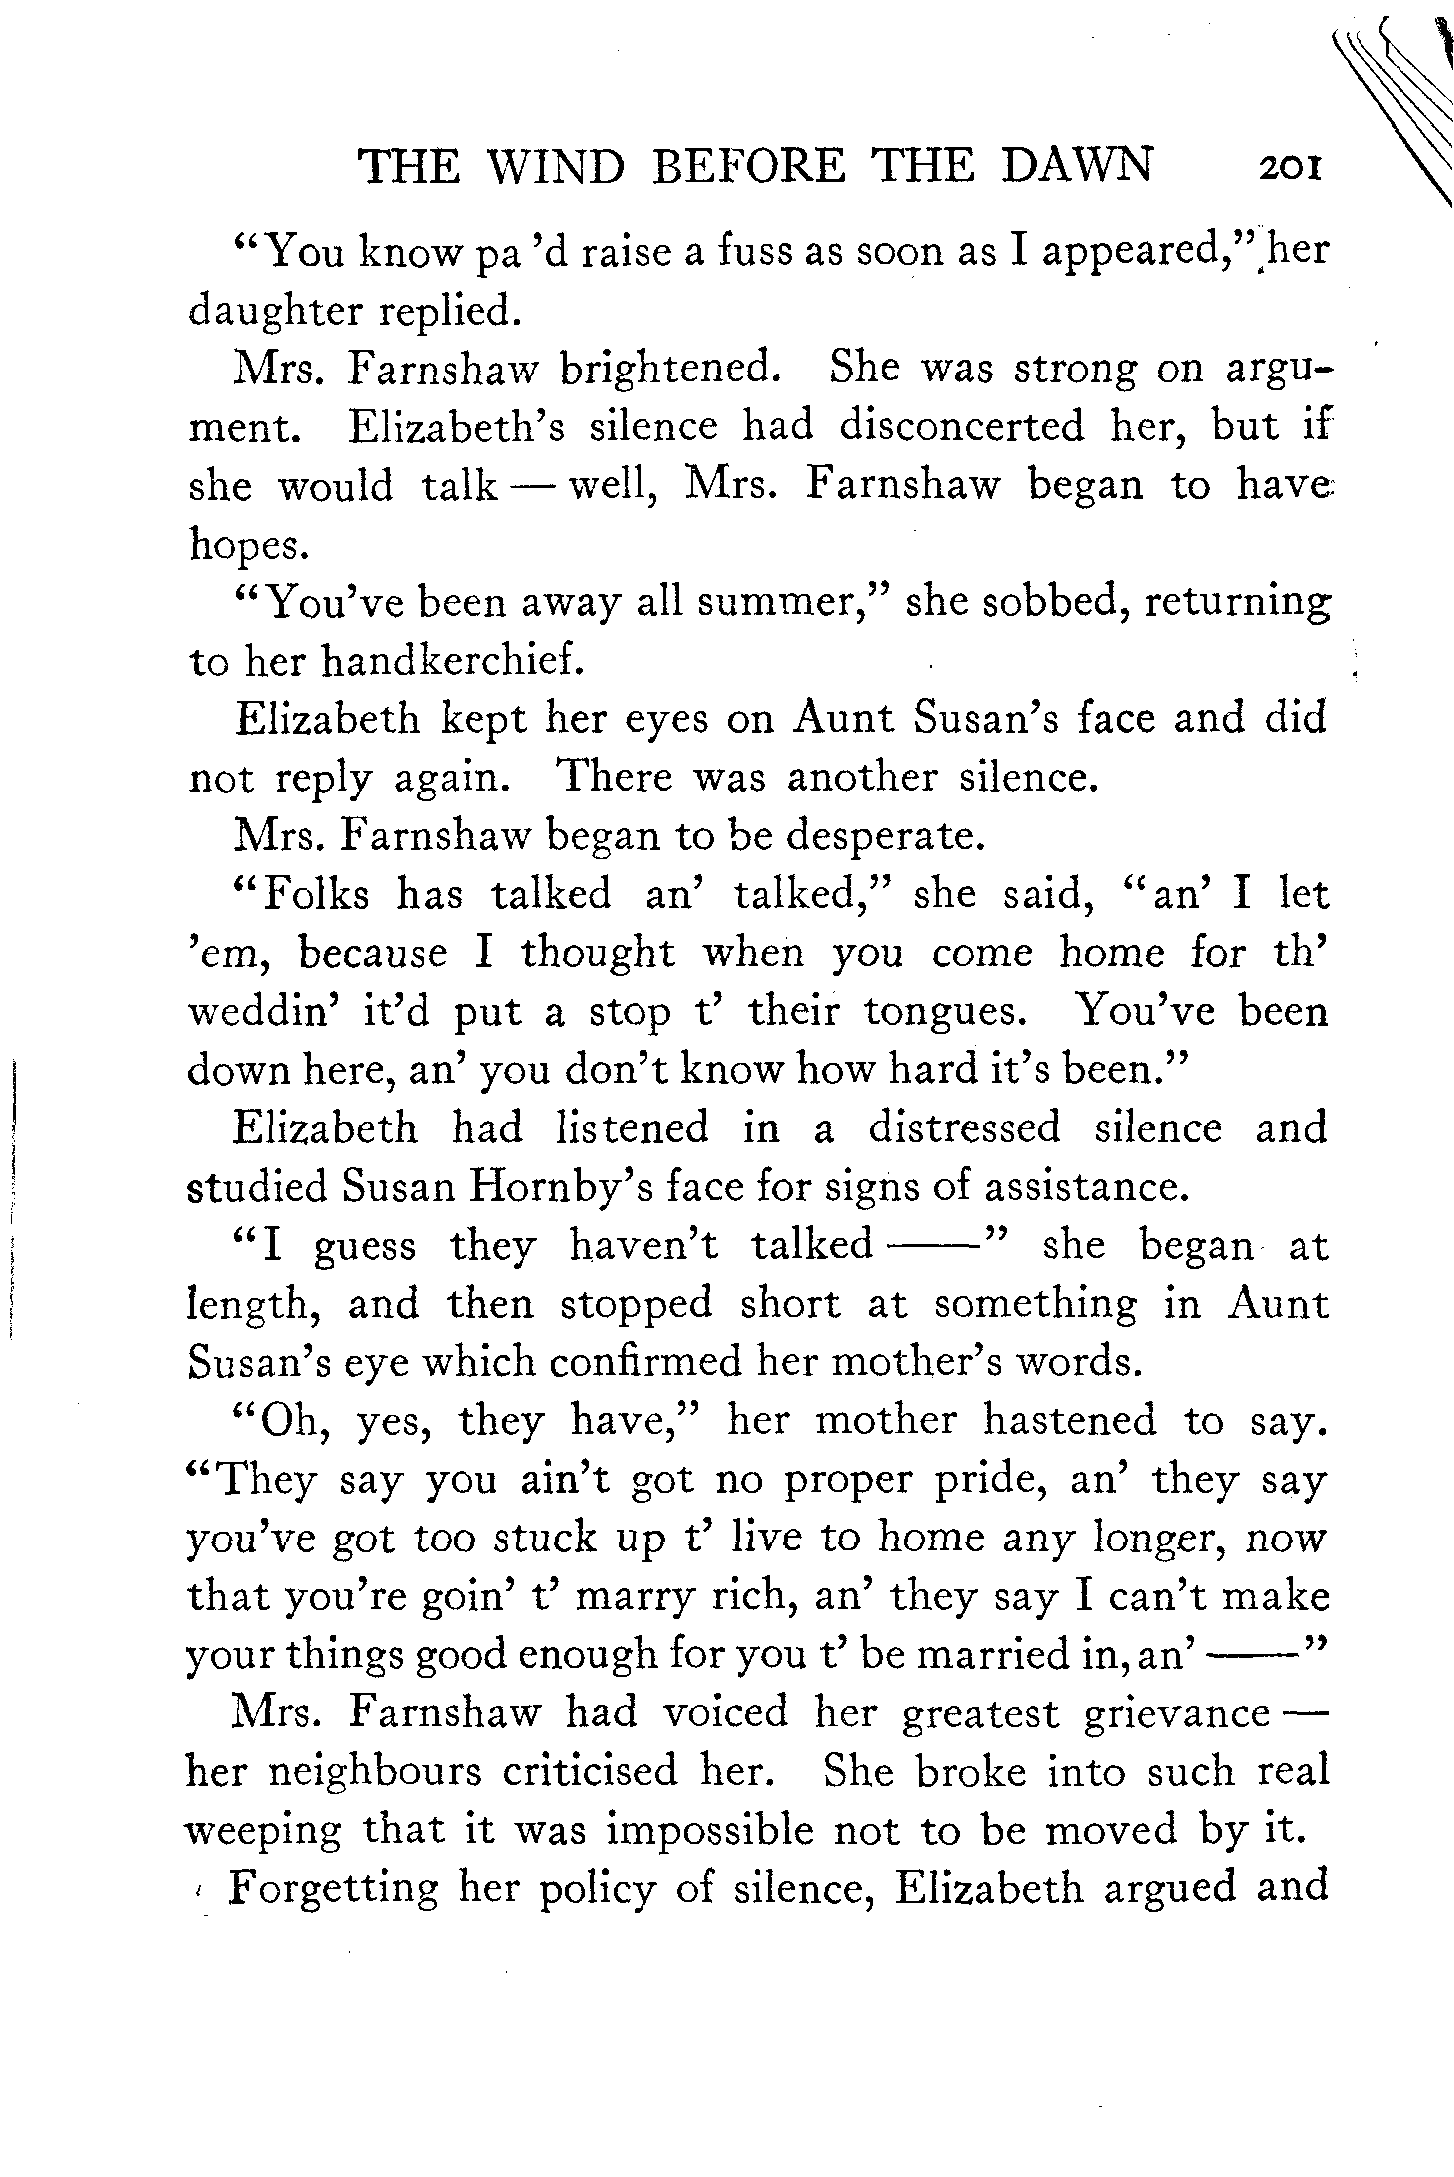 THE WIND BEFORE THE DAWN 201
“You know pa ’d raise a fuss as soon as I appeared,” her
daughter replied.
Mrs. Farnshaw brightened. She was strong on argu-
ment. Elizabeth’s silence had disconcerted her, but if
she would talk — well, Mrs. Farnshaw began to have
hopes.
“You’ve been away all summer,” she sobbed, returning
to her handkerchief.
Elizabeth kept her eyes on Aunt Susan’s face and did
not reply again. There was another silence.
Mrs. Farnshaw began to be desperate.
“Folks has talked an’ talked,” she said, “an’ I let
’em, because I thought when you come home for th’
weddin’ it’d put a stop t’ their tongues. You’ve been
down here, an’ you don’t know how hard it’s been.”
Elizabeth had listened in a distressed silence and
studied Susan Hornby’s face for signs of assistance.
“I guess they haven’t talked ——” she began at
length, and then stopped short at something in Aunt
Susan’s eye which confirmed her mother’s words.
“Oh, yes, they have,” her mother hastened to say.
“They say you ain’t got no proper pride, an’ they say
you’ve got too stuck up t’ live to home any longer, now
that you’re goin’ t’ marry rich, an’ they say I can’t make
your things good enough for you t’ be married in, an’ ——”
Mrs. Farnshaw had voiced her greatest grievance —
her neighbours criticised her. She broke into such real
weeping that it was impossible not to be moved by it.
Forgetting her policy of silence, Elizabeth argued and